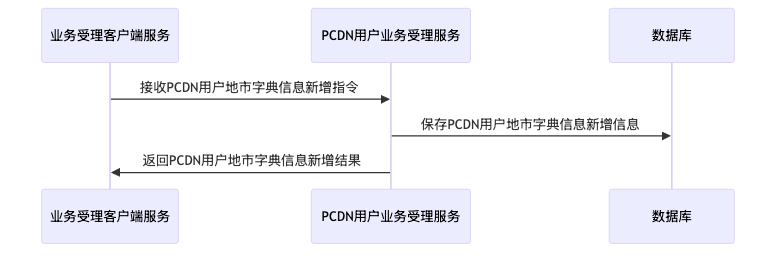 业务受理客户端服务
PCDN用户业务受理服务
数据库
接收PCDN用户地市字典信息新增指令
保存PCDN用户地市字典信息新增信息
返回PCDN用户地市字典信息新增结果
业务受理客户端服务
PCDN用户业务受理服务
数据库